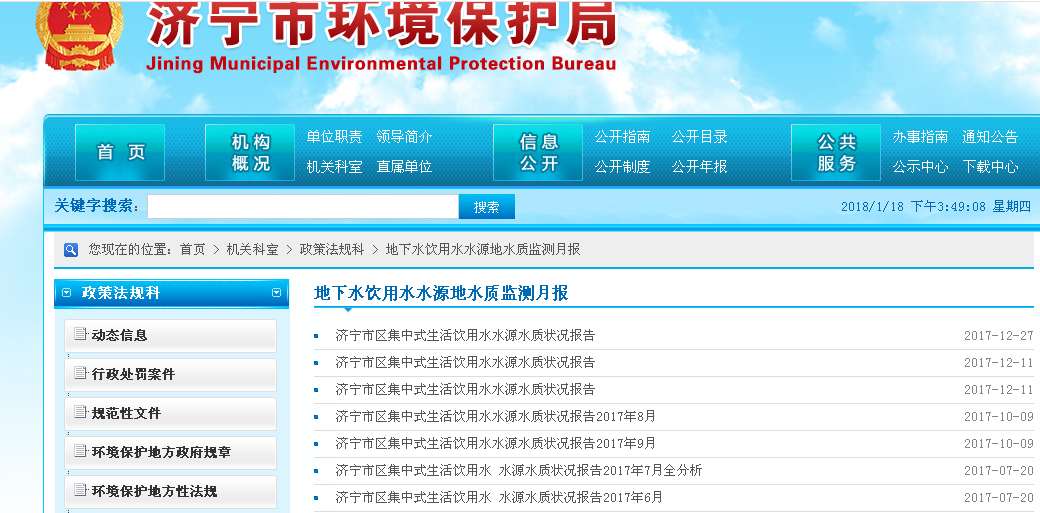 济宁市环境保护局
Jining Municipal Environmental Protection Bureau
首 页
机构概况
单位职责 领导简介
机关科室 直属单位
信息公开
公开指南 公开目录
公开制度 公开年报
公共服务
办事指南 通知公告
公示中心 下载中心
关键字搜索: 搜索 2018/1/18 下午3:49:08 星期四
您现在的位置: 首页 > 机关科室 > 政策法规科 > 地下水饮用水水源地水质监测月报
政策法规科
动态信息
行政处罚案件
规范性文件
环境保护地方政府规章
环境保护地方性法规
地下水饮用水水源地水质监测月报
济宁市区集中式生活饮用水水源水质状况报告 2017-12-27
济宁市区集中式生活饮用水水源水质状况报告 2017-12-11
济宁市区集中式生活饮用水水源水质状况报告 2017-12-11
济宁市区集中式生活饮用水水源水质状况报告2017年8月 2017-10-09
济宁市区集中式生活饮用水水源水质状况报告2017年9月 2017-10-09
济宁市区集中式生活饮用水 水源水质状况报告2017年7月全分析 2017-07-20
济宁市区集中式生活饮用水 水源水质状况报告2017年6月 2017-07-20